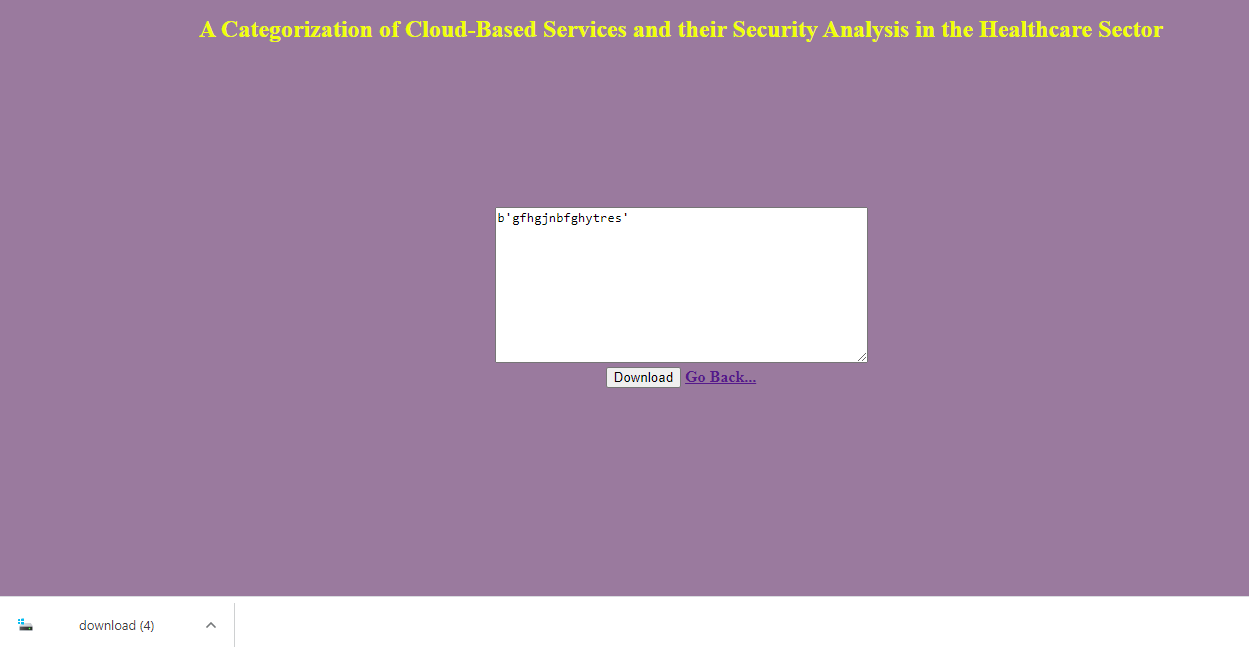 A Categorization of Cloud-Based Services and their Security Analysis in the Healthcare Sector
b'gfhgjnbfghytres'
Download Go Back...
download (4)